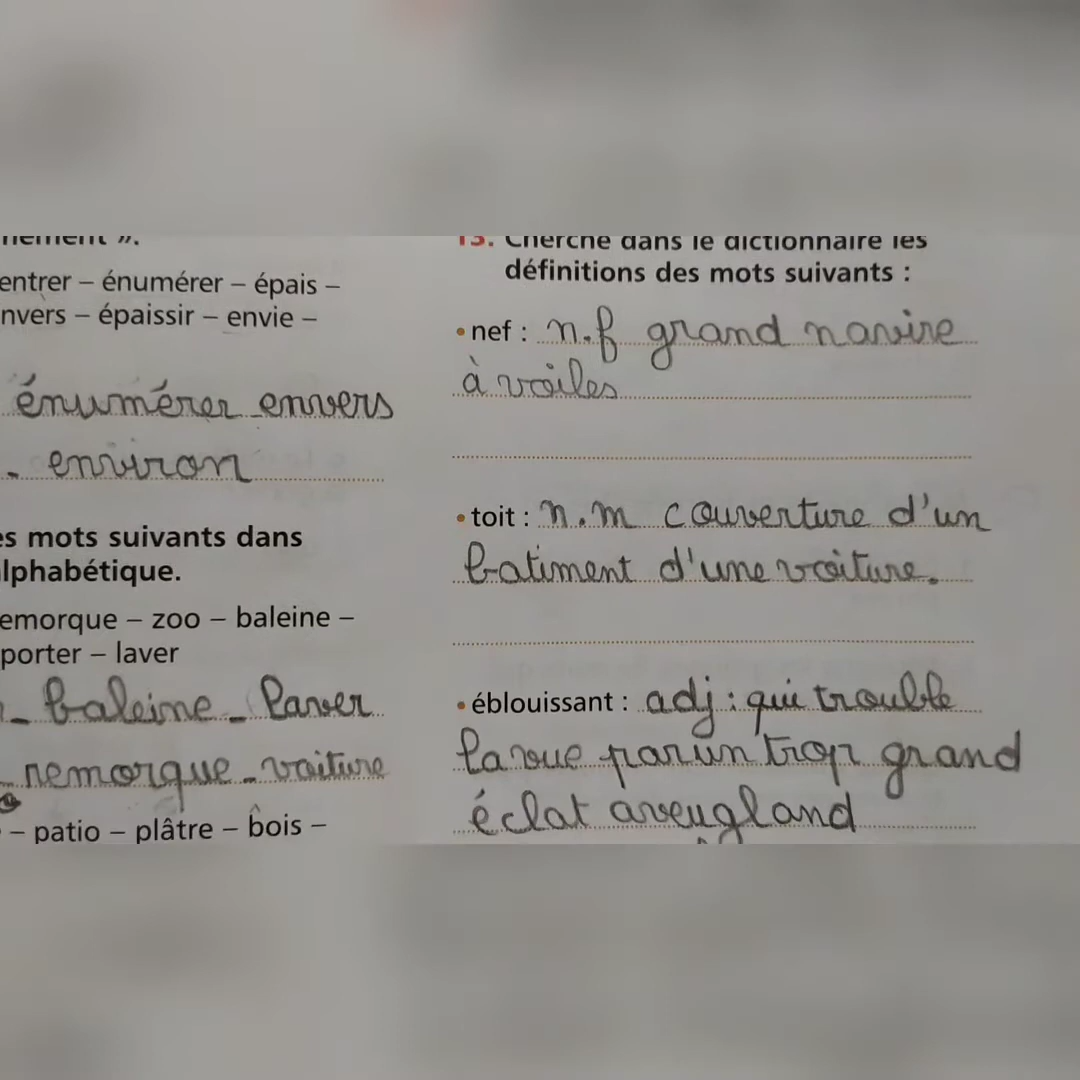 entrer – énumérer – épais –
nvers – épaissir – envie –
énumérer envers
environ
es mots suivants dans
alphabétique.
emorque – zoo – baleine –
porter – laver
– baleine – laver
– remorque – voiture
– patio – plâtre – bois –
13. Cherche dans le dictionnaire les
définitions des mots suivants :
• nef : n.f grand navire
à voiles
• toit : n.m couverture d'un
batiment d'une voiture.
• éblouissant : adj : qui trouble
la vue par un trop grand
éclat aveugland